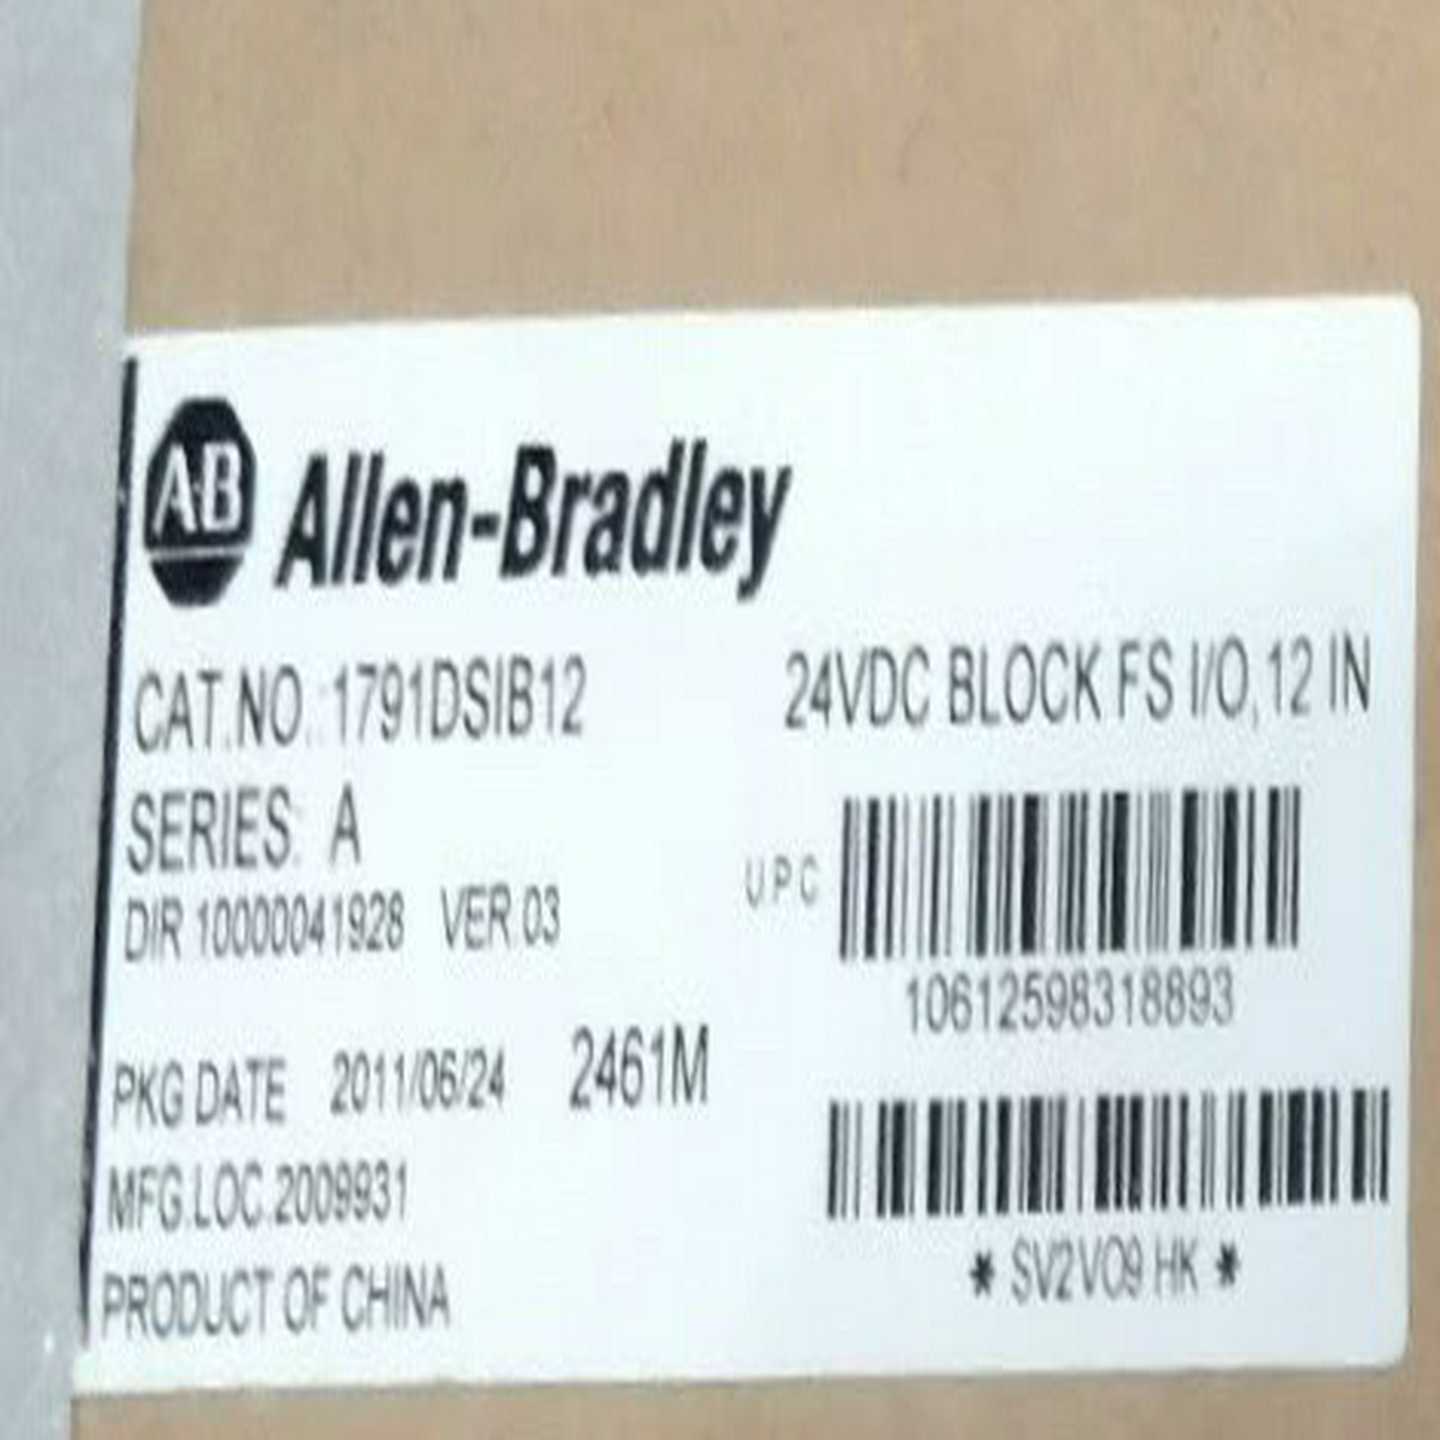 AB Allen-Bradley
CAT.NO.:1791DSIB12
24VDC BLOCK FS I/O,12 IN
SERIES: A
DIR 10000041928 VER.03
U.P.C
10612598318893
PKG DATE 2011/06/24 2461M
MFG.LOC.2009931
* SV2VO9 HK *
PRODUCT OF CHINA